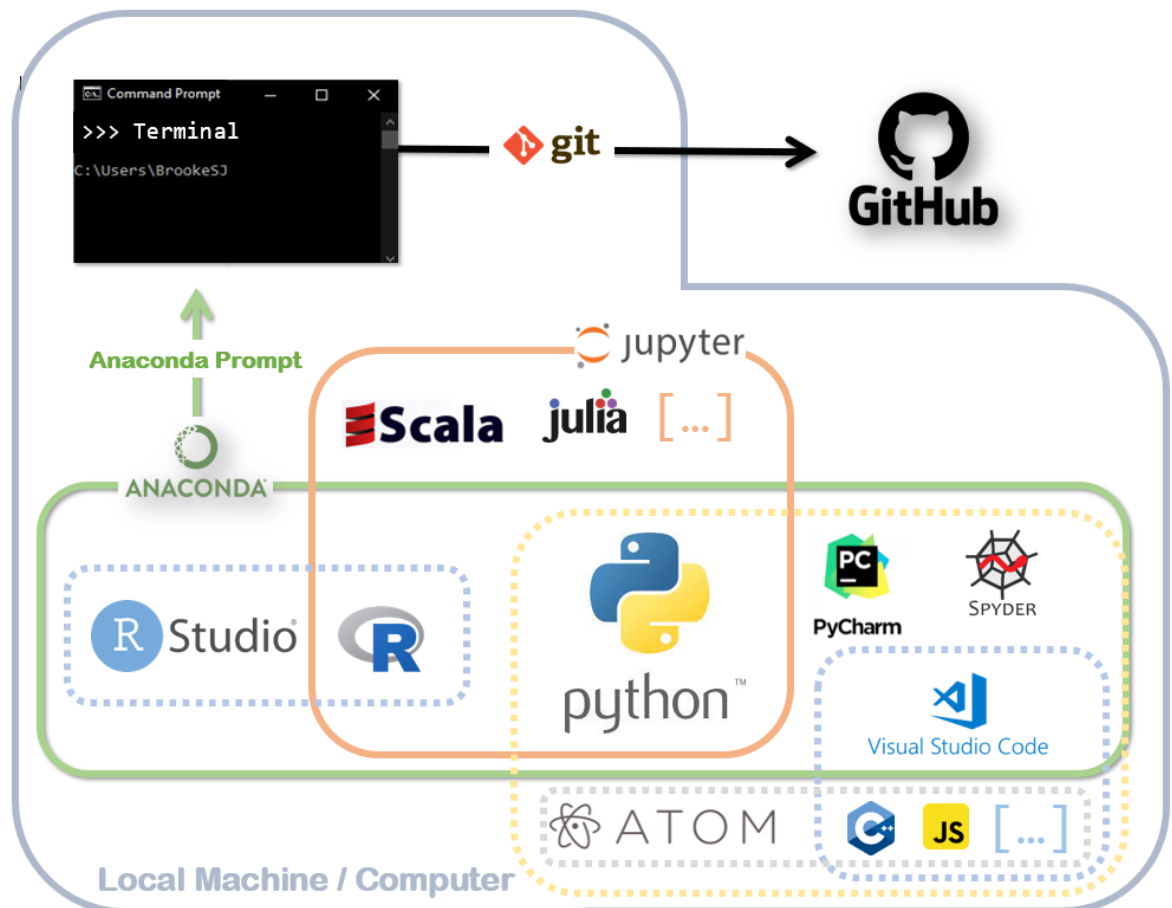 Command Prompt
>>> Terminal
C:\Users\BrookeSJ
git
GitHub
Anaconda Prompt
jupyter
Scala
julia
[...]
ANACONDA
R Studio
R
python™
PC
PyCharm
SPYDER
Visual Studio Code
ATOM
C++
JS
[...]
Local Machine / Computer